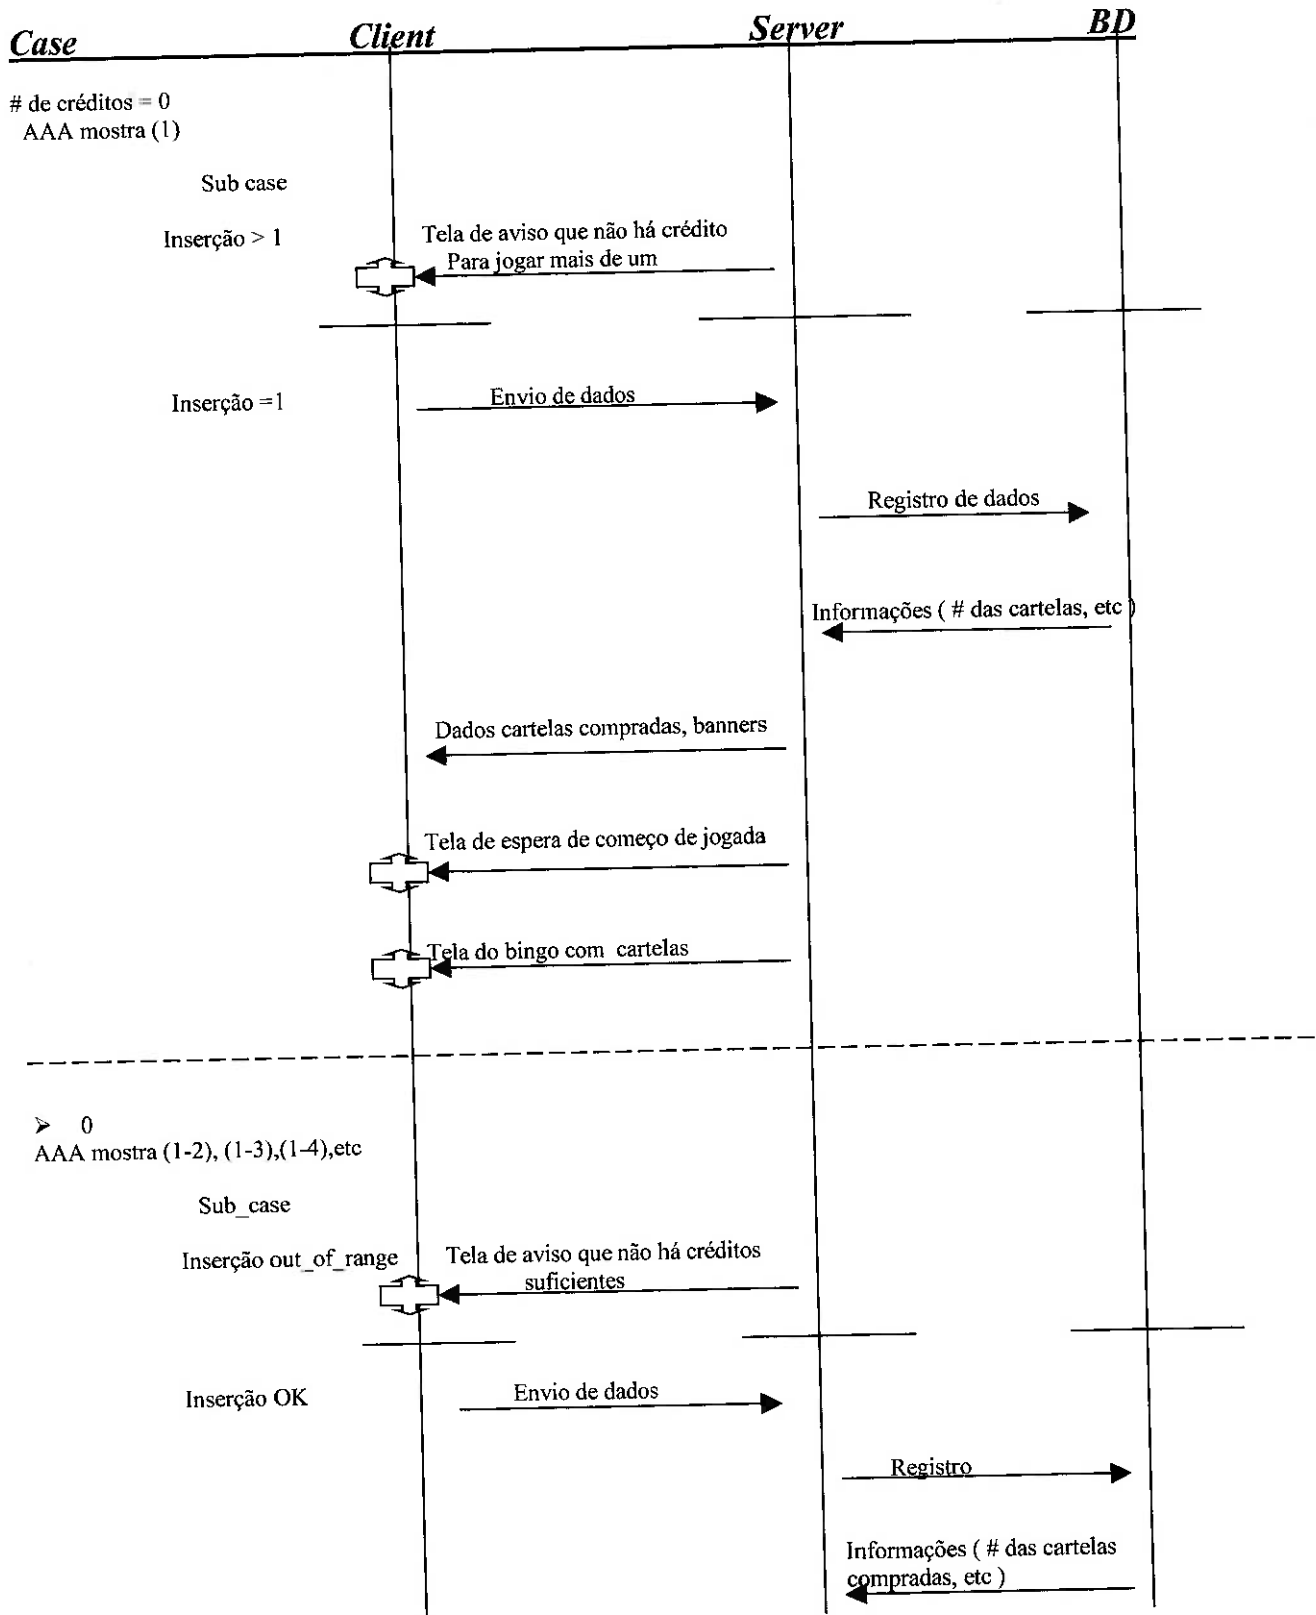 Case Client Server BD
# de créditos = 0
AAA mostra (1)
Sub case
Inserção > 1
Tela de aviso que não há crédito
Para jogar mais de um
Inserção =1
Envio de dados
Registro de dados
Informações ( # das cartelas, etc )
Dados cartelas compradas, banners
Tela de espera de começo de jogada
Tela do bingo com cartelas
➢ 0
AAA mostra (1-2), (1-3),(1-4),etc
Sub_case
Inserção out_of_range
Tela de aviso que não há créditos
suficientes
Inserção OK
Envio de dados
Registro
Informações ( # das cartelas
compradas, etc )